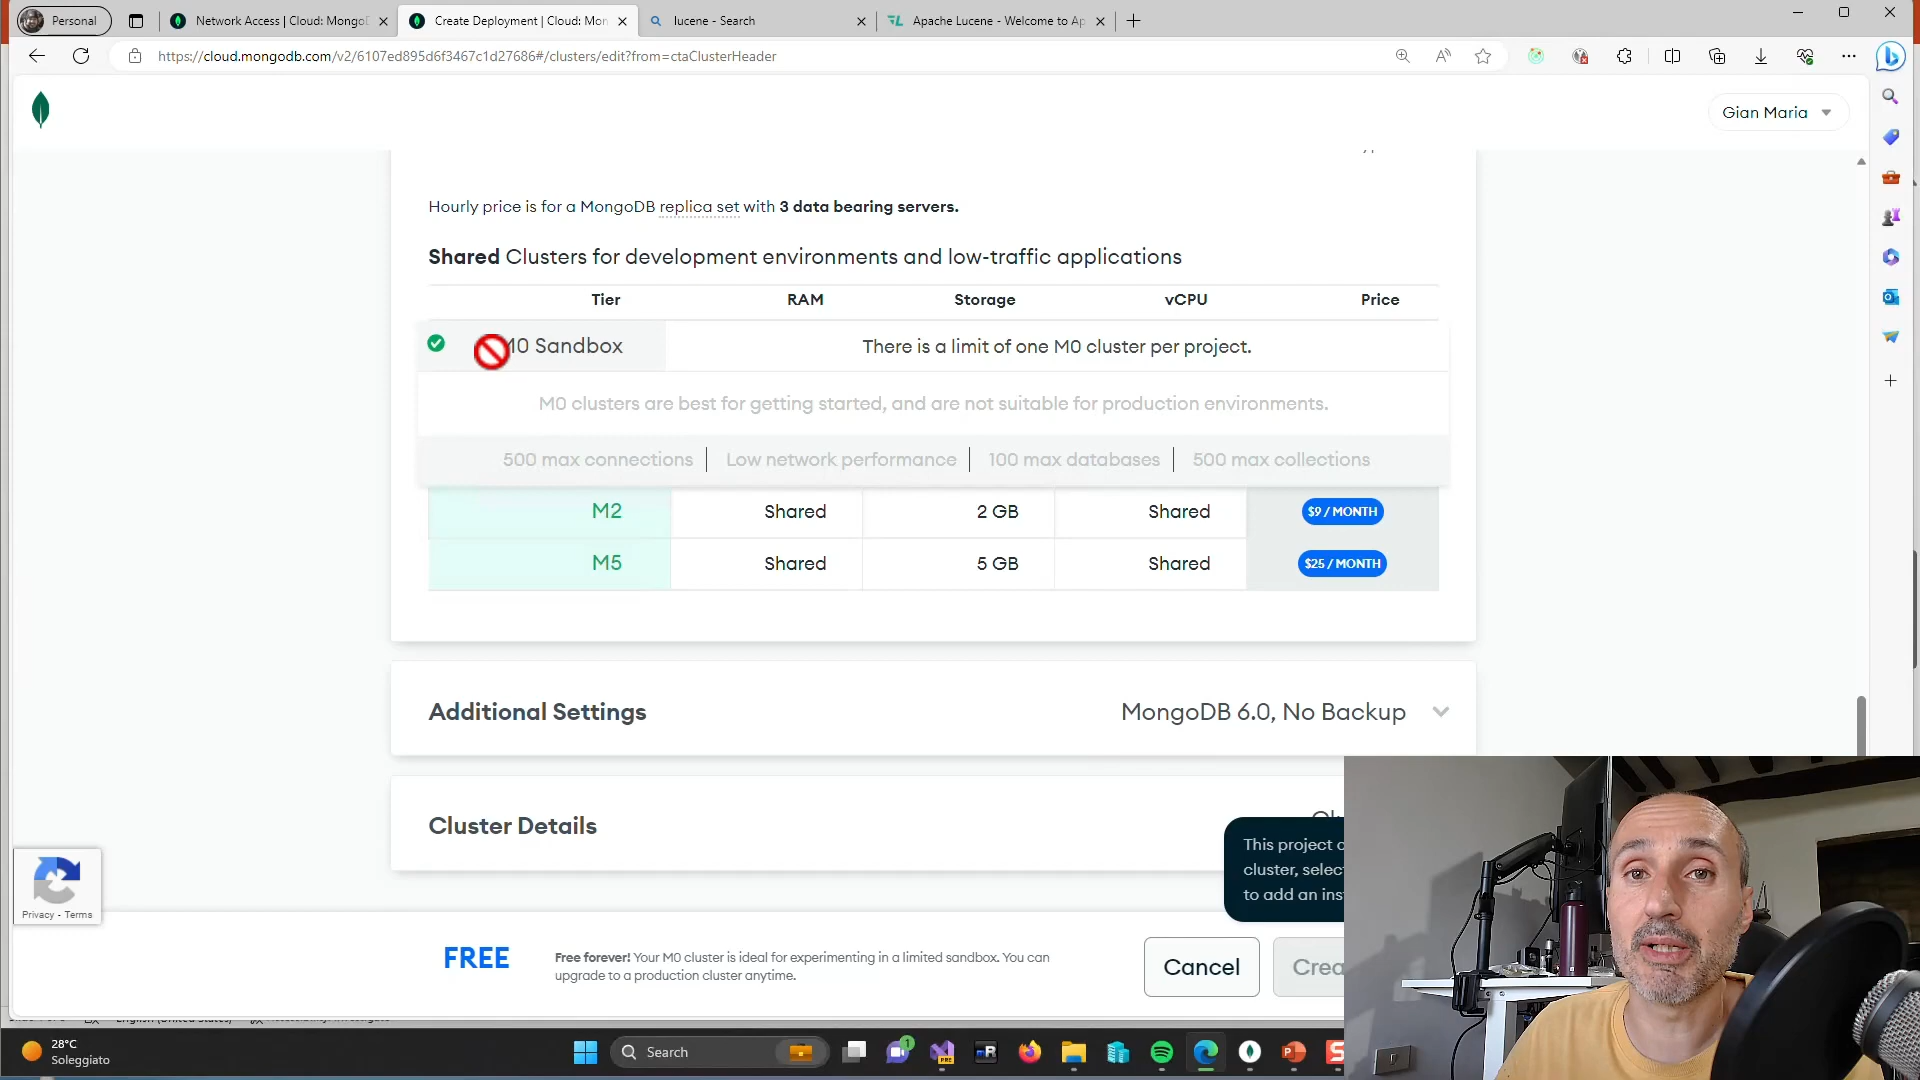 Personal
Network Access | Cloud: MongoD
Create Deployment | Cloud: Mon
lucene - Search
Apache Lucene - Welcome to Ap
https://cloud.mongodb.com/v2/6107ed895d6f3467c1d27686#/clusters/edit?from=ctaClusterHeader
Gian Maria
Hourly price is for a MongoDB replica set with 3 data bearing servers.
Shared Clusters for development environments and low-traffic applications
Tier RAM Storage vCPU Price
M0 Sandbox There is a limit of one M0 cluster per project.
M0 clusters are best for getting started, and are not suitable for production environments.
500 max connections | Low network performance | 100 max databases | 500 max collections
M2 Shared 2 GB Shared $9 / MONTH
M5 Shared 5 GB Shared $25 / MONTH
Additional Settings MongoDB 6.0, No Backup
Cluster Details
This project
cluster, selec
to add an ins
Privacy - Terms
FREE
Free forever! Your M0 cluster is ideal for experimenting in a limited sandbox. You can
upgrade to a production cluster anytime.
Cancel
Crea
28°C
Soleggiato
Search
1